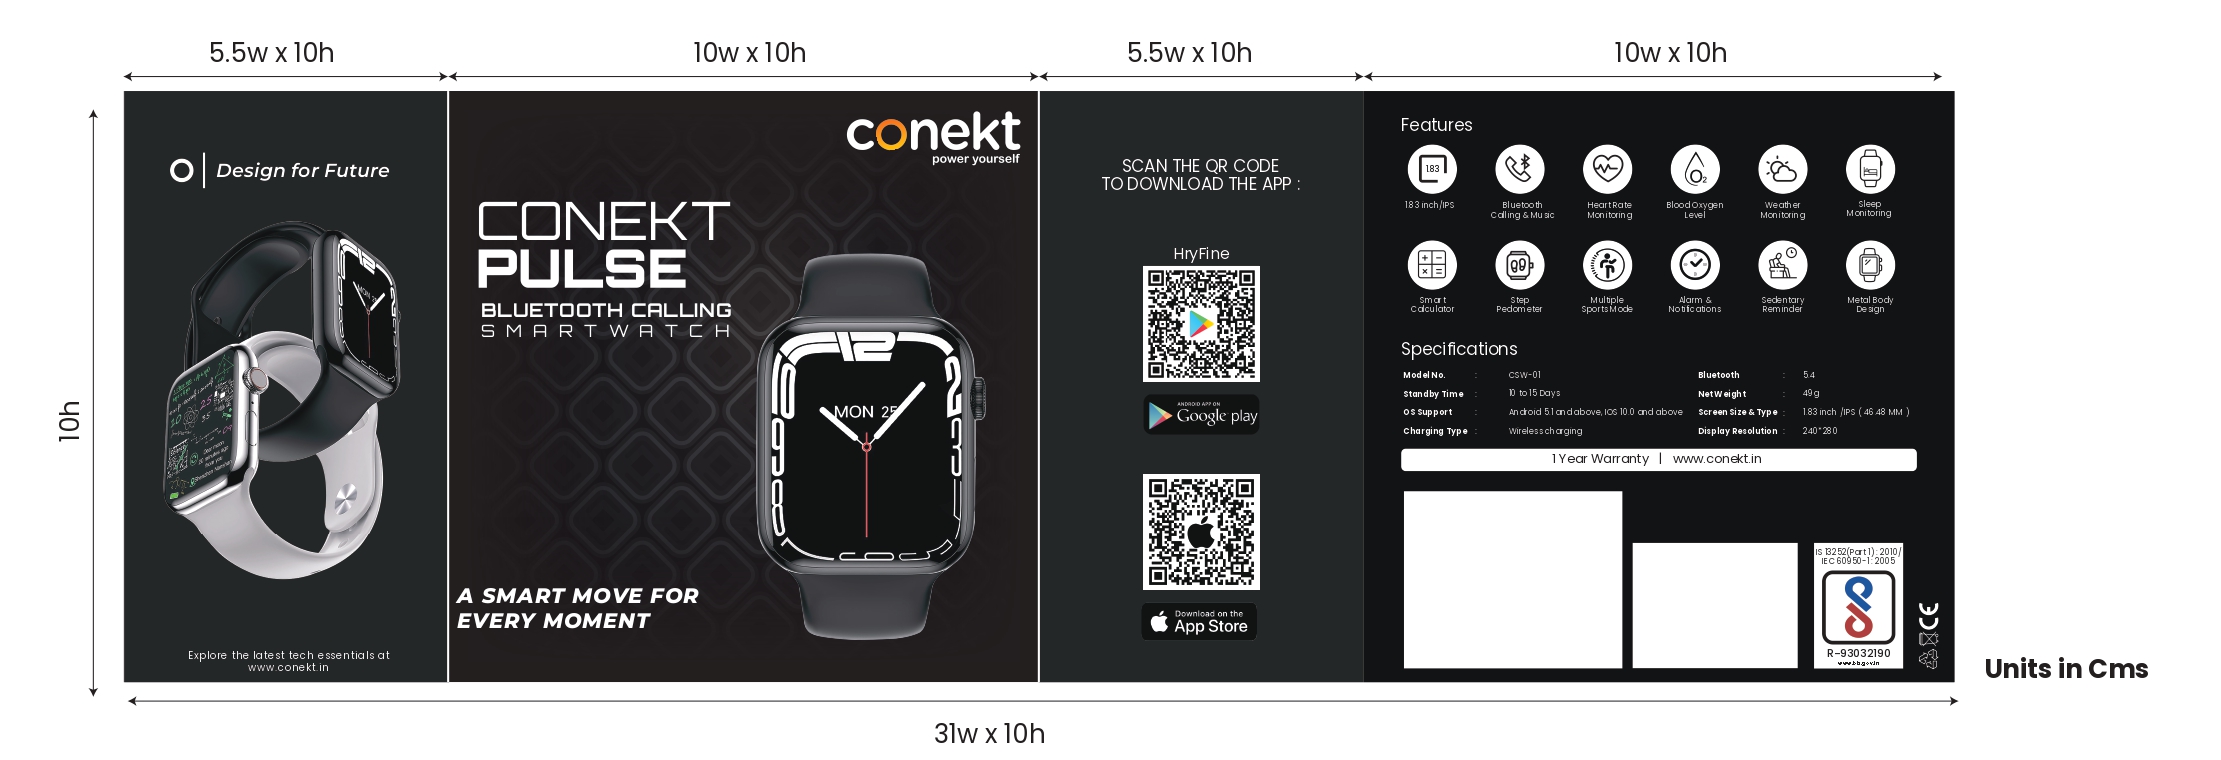 5.5w x 10h
10w x 10h
5.5w x 10h
10w x 10h
10h
Design for Future
Explore the latest tech essentials at
www.conekt.in
conekt
power yourself
CONEKT
PULSE
BLUETOOTH CALLING
SMARTWATCH
MON 25
A SMART MOVE FOR
EVERY MOMENT
SCAN THE QR CODE
TO DOWNLOAD THE APP :
HryFine
ANDROID APP ON
Google play
Download on the
App Store
Features
1.83
O2
1.83 inch/IPS
Bluetooth
Calling & Music
Heart Rate
Monitoring
Blood Oxygen
Level
Weather
Monitoring
Sleep
Monitoring
Smart
Calculator
Step
Pedometer
Multiple
Sports Mode
Alarm &
Notifications
Sedentary
Reminder
Metal Body
Design
Specifications
Model No. : CSW-01
Standby Time : 10 to 15 Days
OS Support : Android 5.1 and above, IOS 10.0 and above
Charging Type : Wireless charging
Bluetooth : 5.4
Net Weight : 49 g
Screen Size & Type : 1.83 inch /IPS ( 46 48 MM )
Display Resolution : 240*280
1 Year Warranty | www.conekt.in
IS 13252(Part 1) : 2010/
IEC 60950-1 : 2005
R-93032190
www.bis.gov.in
CE
Units in Cms
31w x 10h